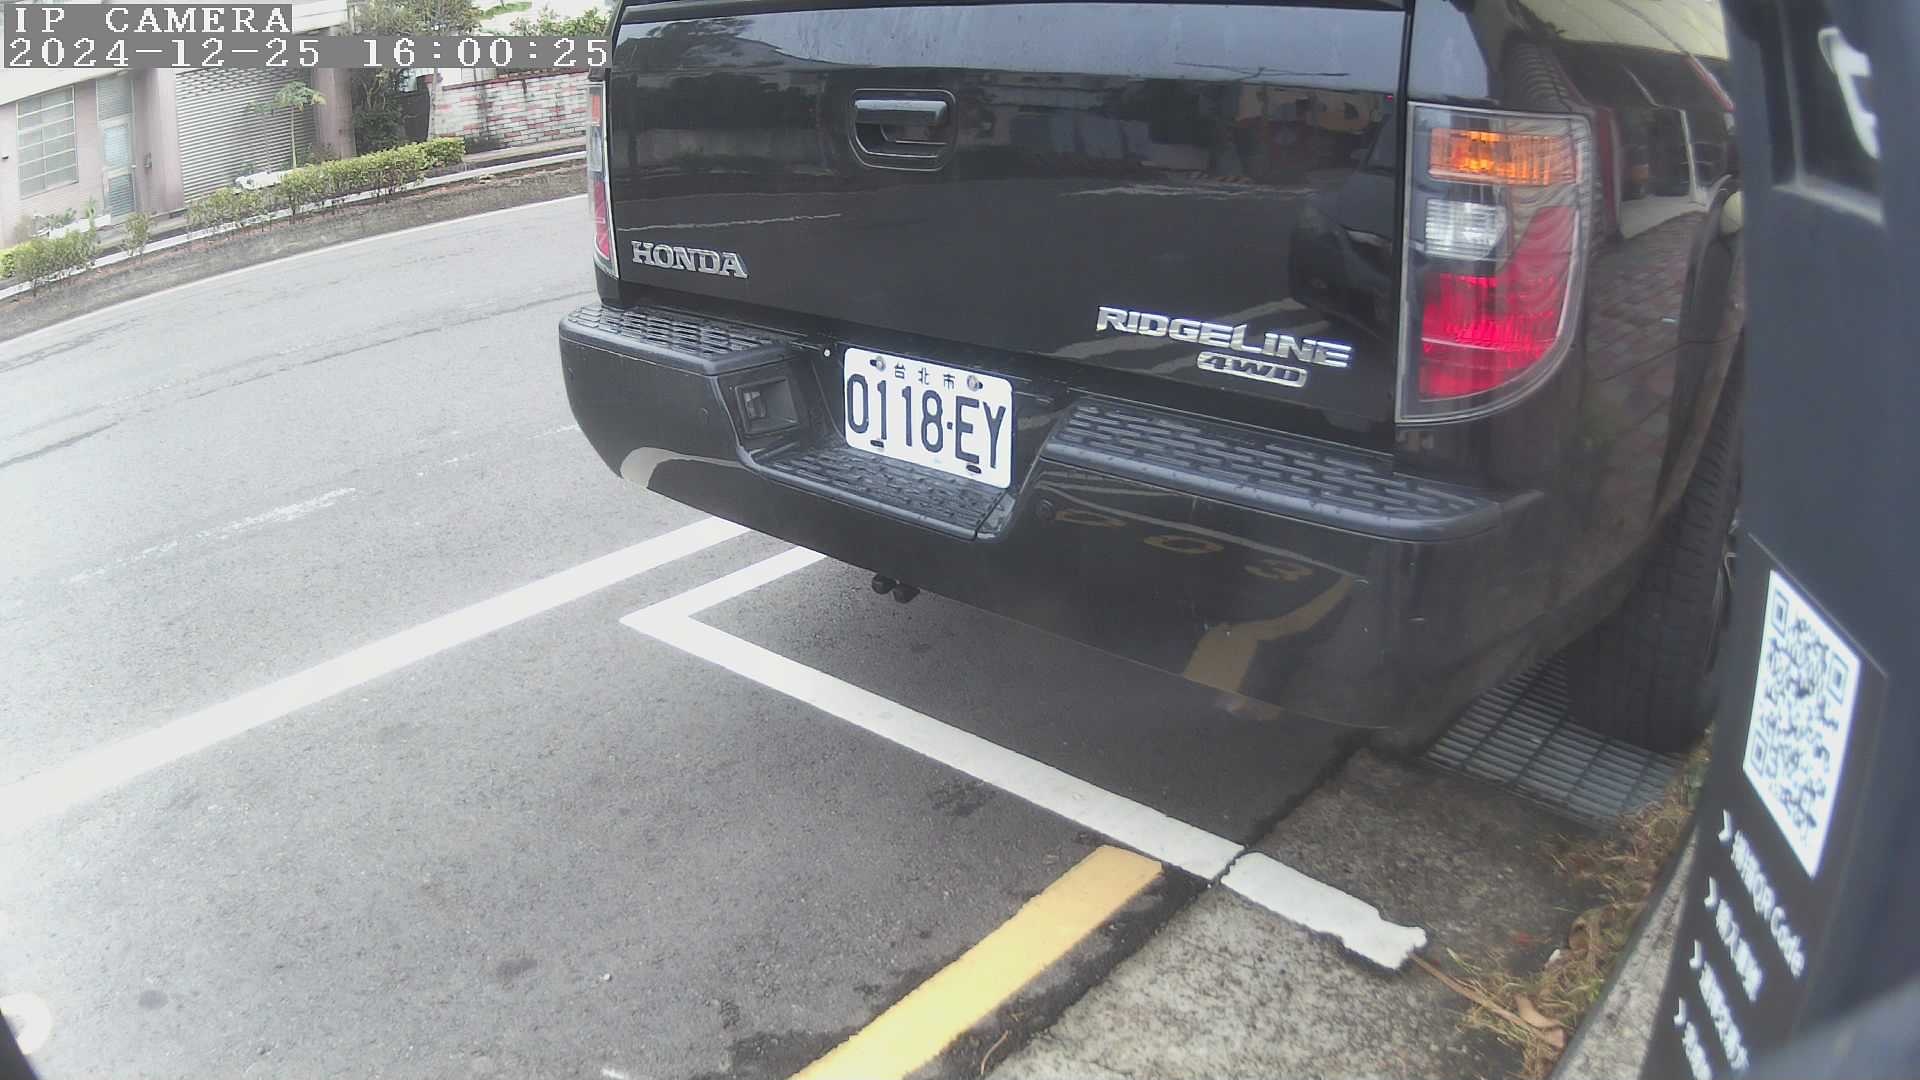 IP CAMERA
2024-12-25 16:00:25
HONDA
RIDGELINE
4WD
台北市
0118·EY
QR Code